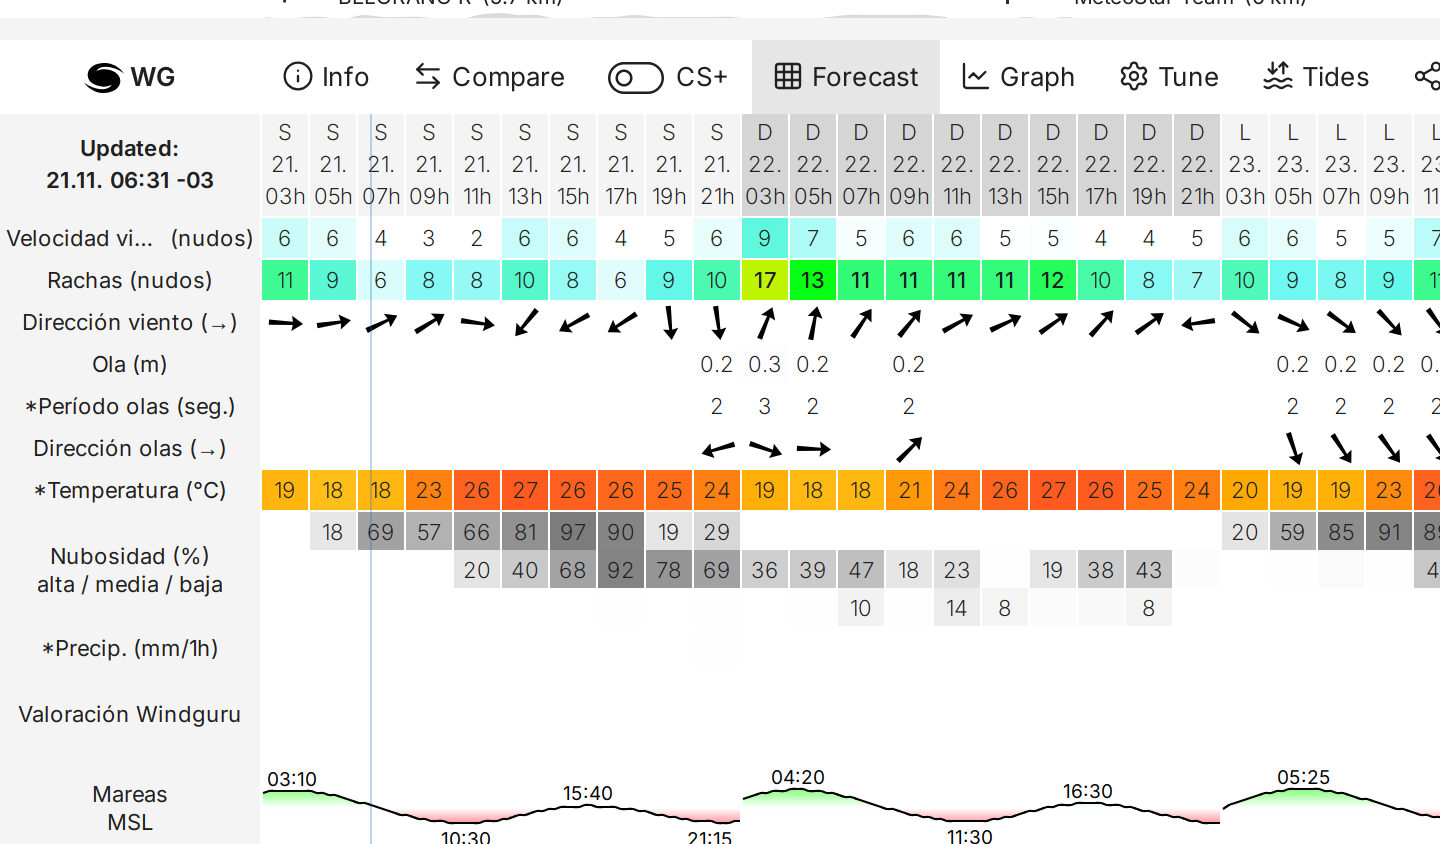 WG Info Compare CS+ Forecast Graph Tune Tides
S S S S S S S S S S D D D D D D D D D D L L L L
Updated: 21. 21. 21. 21. 21. 21. 21. 21. 21. 21. 22. 22. 22. 22. 22. 22. 22. 22. 22. 22. 23. 23. 23. 23.
21.11. 06:31 -03 03h 05h 07h 09h 11h 13h 15h 17h 19h 21h 03h 05h 07h 09h 11h 13h 15h 17h 19h 21h 03h 05h 07h 09h
Velocidad vi... (nudos) 6 6 4 3 2 6 6 4 5 6 9 7 5 6 6 5 5 4 4 5 6 6 5 5 7
Rachas (nudos) 11 9 6 8 8 10 8 6 9 10 17 13 11 11 11 11 12 10 8 7 10 9 8 9
Dirección viento (→)
Ola (m) 0.2 0.3 0.2 0.2 0.2 0.2 0.2
*Período olas (seg.) 2 3 2 2 2 2 2
Dirección olas (→)
*Temperatura (°C) 19 18 18 23 26 27 26 26 25 24 19 18 18 21 24 26 27 26 25 24 20 19 19 23
18 69 57 66 81 97 90 19 29 20 59 85 91
Nubosidad (%)
alta / media / baja 20 40 68 92 78 69 36 39 47 18 23 19 38 43
10 14 8 8
*Precip. (mm/1h)
Valoración Windguru
03:10 15:40 04:20 16:30 05:25
Mareas
MSL
10:30 21:15 11:30